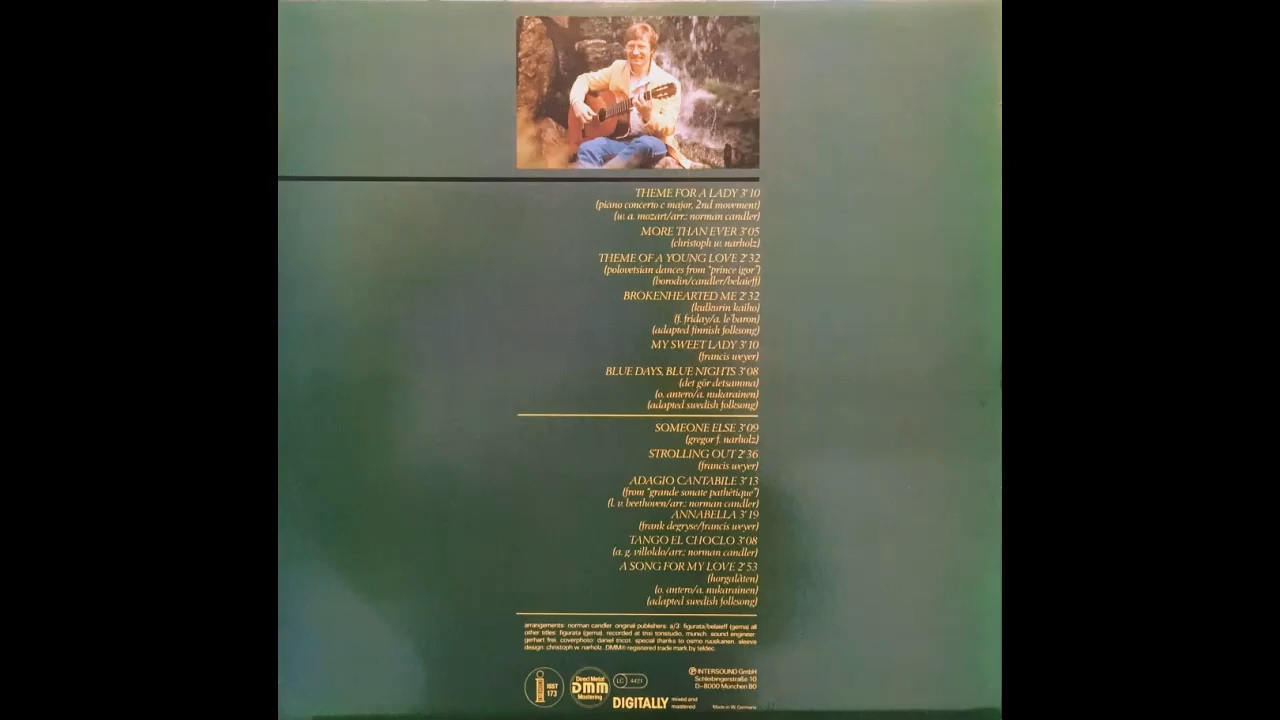 THEME FOR A LADY 3'10
(piano concerto c major, 2nd movement)
(w. a. mozart/arr.: norman candler)
MORE THAN EVER 3'05
(christoph w. narholz)
THEME OF A YOUNG LOVE 2'32
(polovetsian dances from "prince igor")
(borodin/candler/belaieff)
BROKENHEARTED ME 2'32
(kulkurin kaiho)
(f. friday/a. le'baron)
(adapted finnish folksong)
MY SWEET LADY 3'10
(francis weyer)
BLUE DAYS, BLUE NIGHTS 3'08
(det gör detsamma)
(o. antero/a. nukarainen)
(adapted swedish folksong)
SOMEONE ELSE 3'09
(gregor f. narholz)
STROLLING OUT 2'36
(francis weyer)
ADAGIO CANTABILE 3'13
(from "grande sonate pathétique")
(l. v. beethoven/arr.: norman candler)
ANNABELLA 3'19
(frank degryse/francis weyer)
TANGO EL CHOCLO 3'08
(a. g. villoldo/arr.: norman candler)
A SONG FOR MY LOVE 2'53
(horgalåten)
(o. antero/a. nukarainen)
(adapted swedish folksong)
arrangements: norman candler. original publishers: a/3: figurata/belaieff (gema) all
other titles: figurata (gema). recorded at trixi tonstudio, munich. sound engineer:
gerhart frei. coverphoto: daniel tricot. special thanks to osmo ruuskanen. sleeve
design: christoph w. narholz. DMM® registered trade mark by teldec.
ISST
173
Direct Metal
DMM
Mastering
LC 4421
DIGITALLY mixed and
mastered
Ⓟ INTERSOUND GmbH
Schleibingerstraße 10
D-8000 München 80
Made in W. Germany